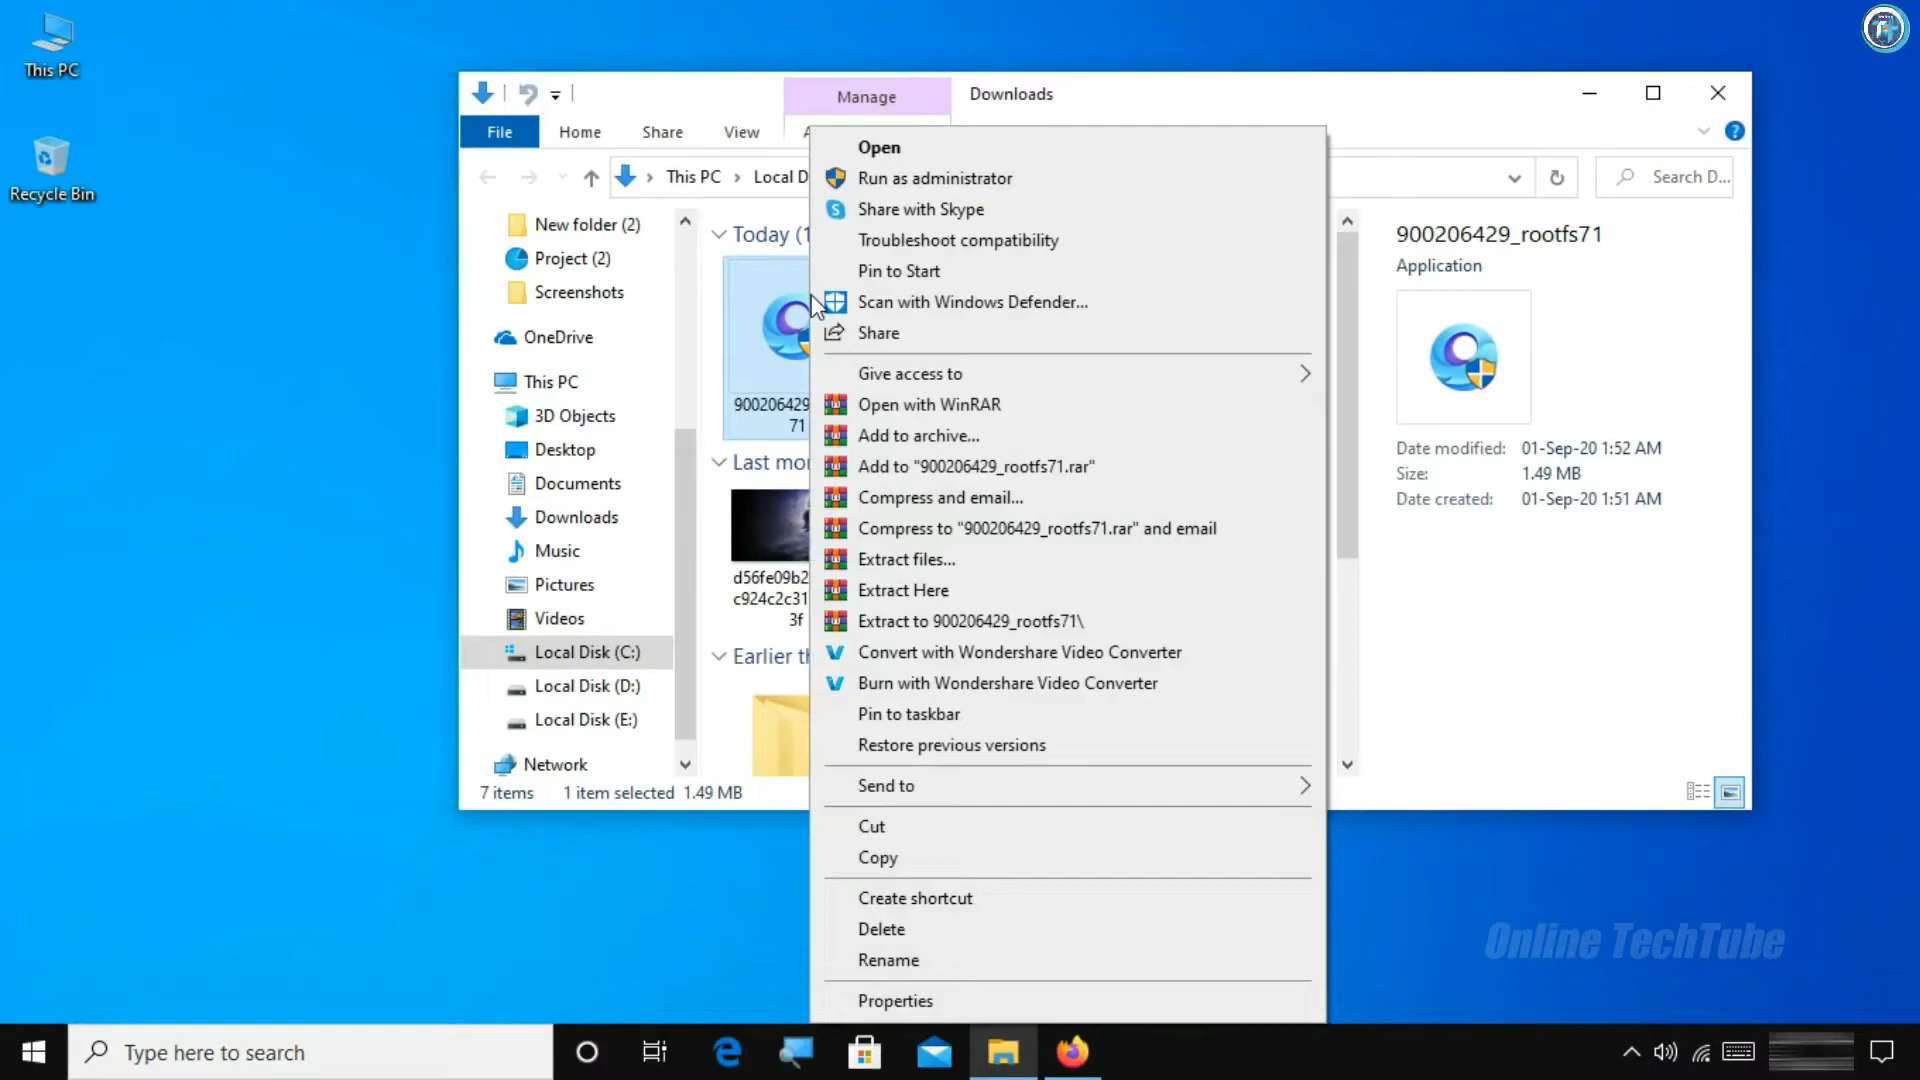 This PC
Recycle Bin
Manage
Downloads
File
Home
Share
View
This PC
Local D
Search D...
New folder (2)
Project (2)
Screenshots
OneDrive
This PC
3D Objects
Desktop
Documents
Downloads
Music
Pictures
Videos
Local Disk (C:)
Local Disk (D:)
Local Disk (E:)
Network
7 items
1 item selected 1.49 MB
Today (1
900206429
71
Last mon
d56fe09b2
c924c2c31
3f
Earlier th
Open
Run as administrator
Share with Skype
Troubleshoot compatibility
Pin to Start
Scan with Windows Defender...
Share
Give access to
Open with WinRAR
Add to archive...
Add to "900206429_rootfs71.rar"
Compress and email...
Compress to "900206429_rootfs71.rar" and email
Extract files...
Extract Here
Extract to 900206429_rootfs71\
Convert with Wondershare Video Converter
Burn with Wondershare Video Converter
Pin to taskbar
Restore previous versions
Send to
Cut
Copy
Create shortcut
Delete
Rename
Properties
900206429_rootfs71
Application
Date modified: 01-Sep-20 1:52 AM
Size: 1.49 MB
Date created: 01-Sep-20 1:51 AM
Online TechTube
Type here to search